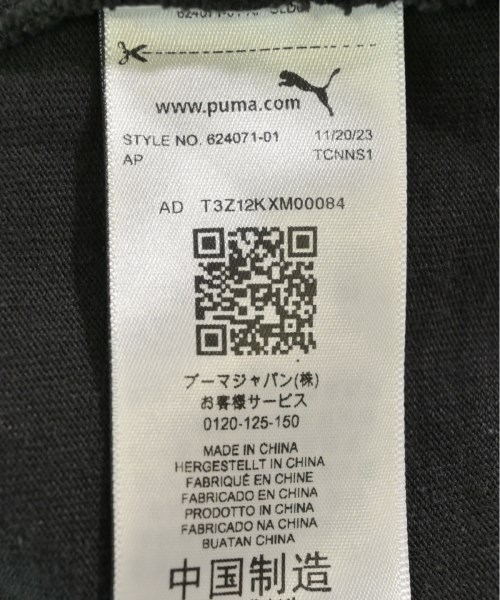 www.puma.com
STYLE NO. 624071-01 11/20/23
AP TCNNS1
AD T3Z12KXM00084
プーマジャパン(株)
お客様サービス
0120-125-150
MADE IN CHINA
HERGESTELLT IN CHINA
FABRIQUÉ EN CHINE
FABRICADO EN CHINA
PRODOTTO IN CHINA
FABRICADO NA CHINA
BUATAN CHINA
中国制造